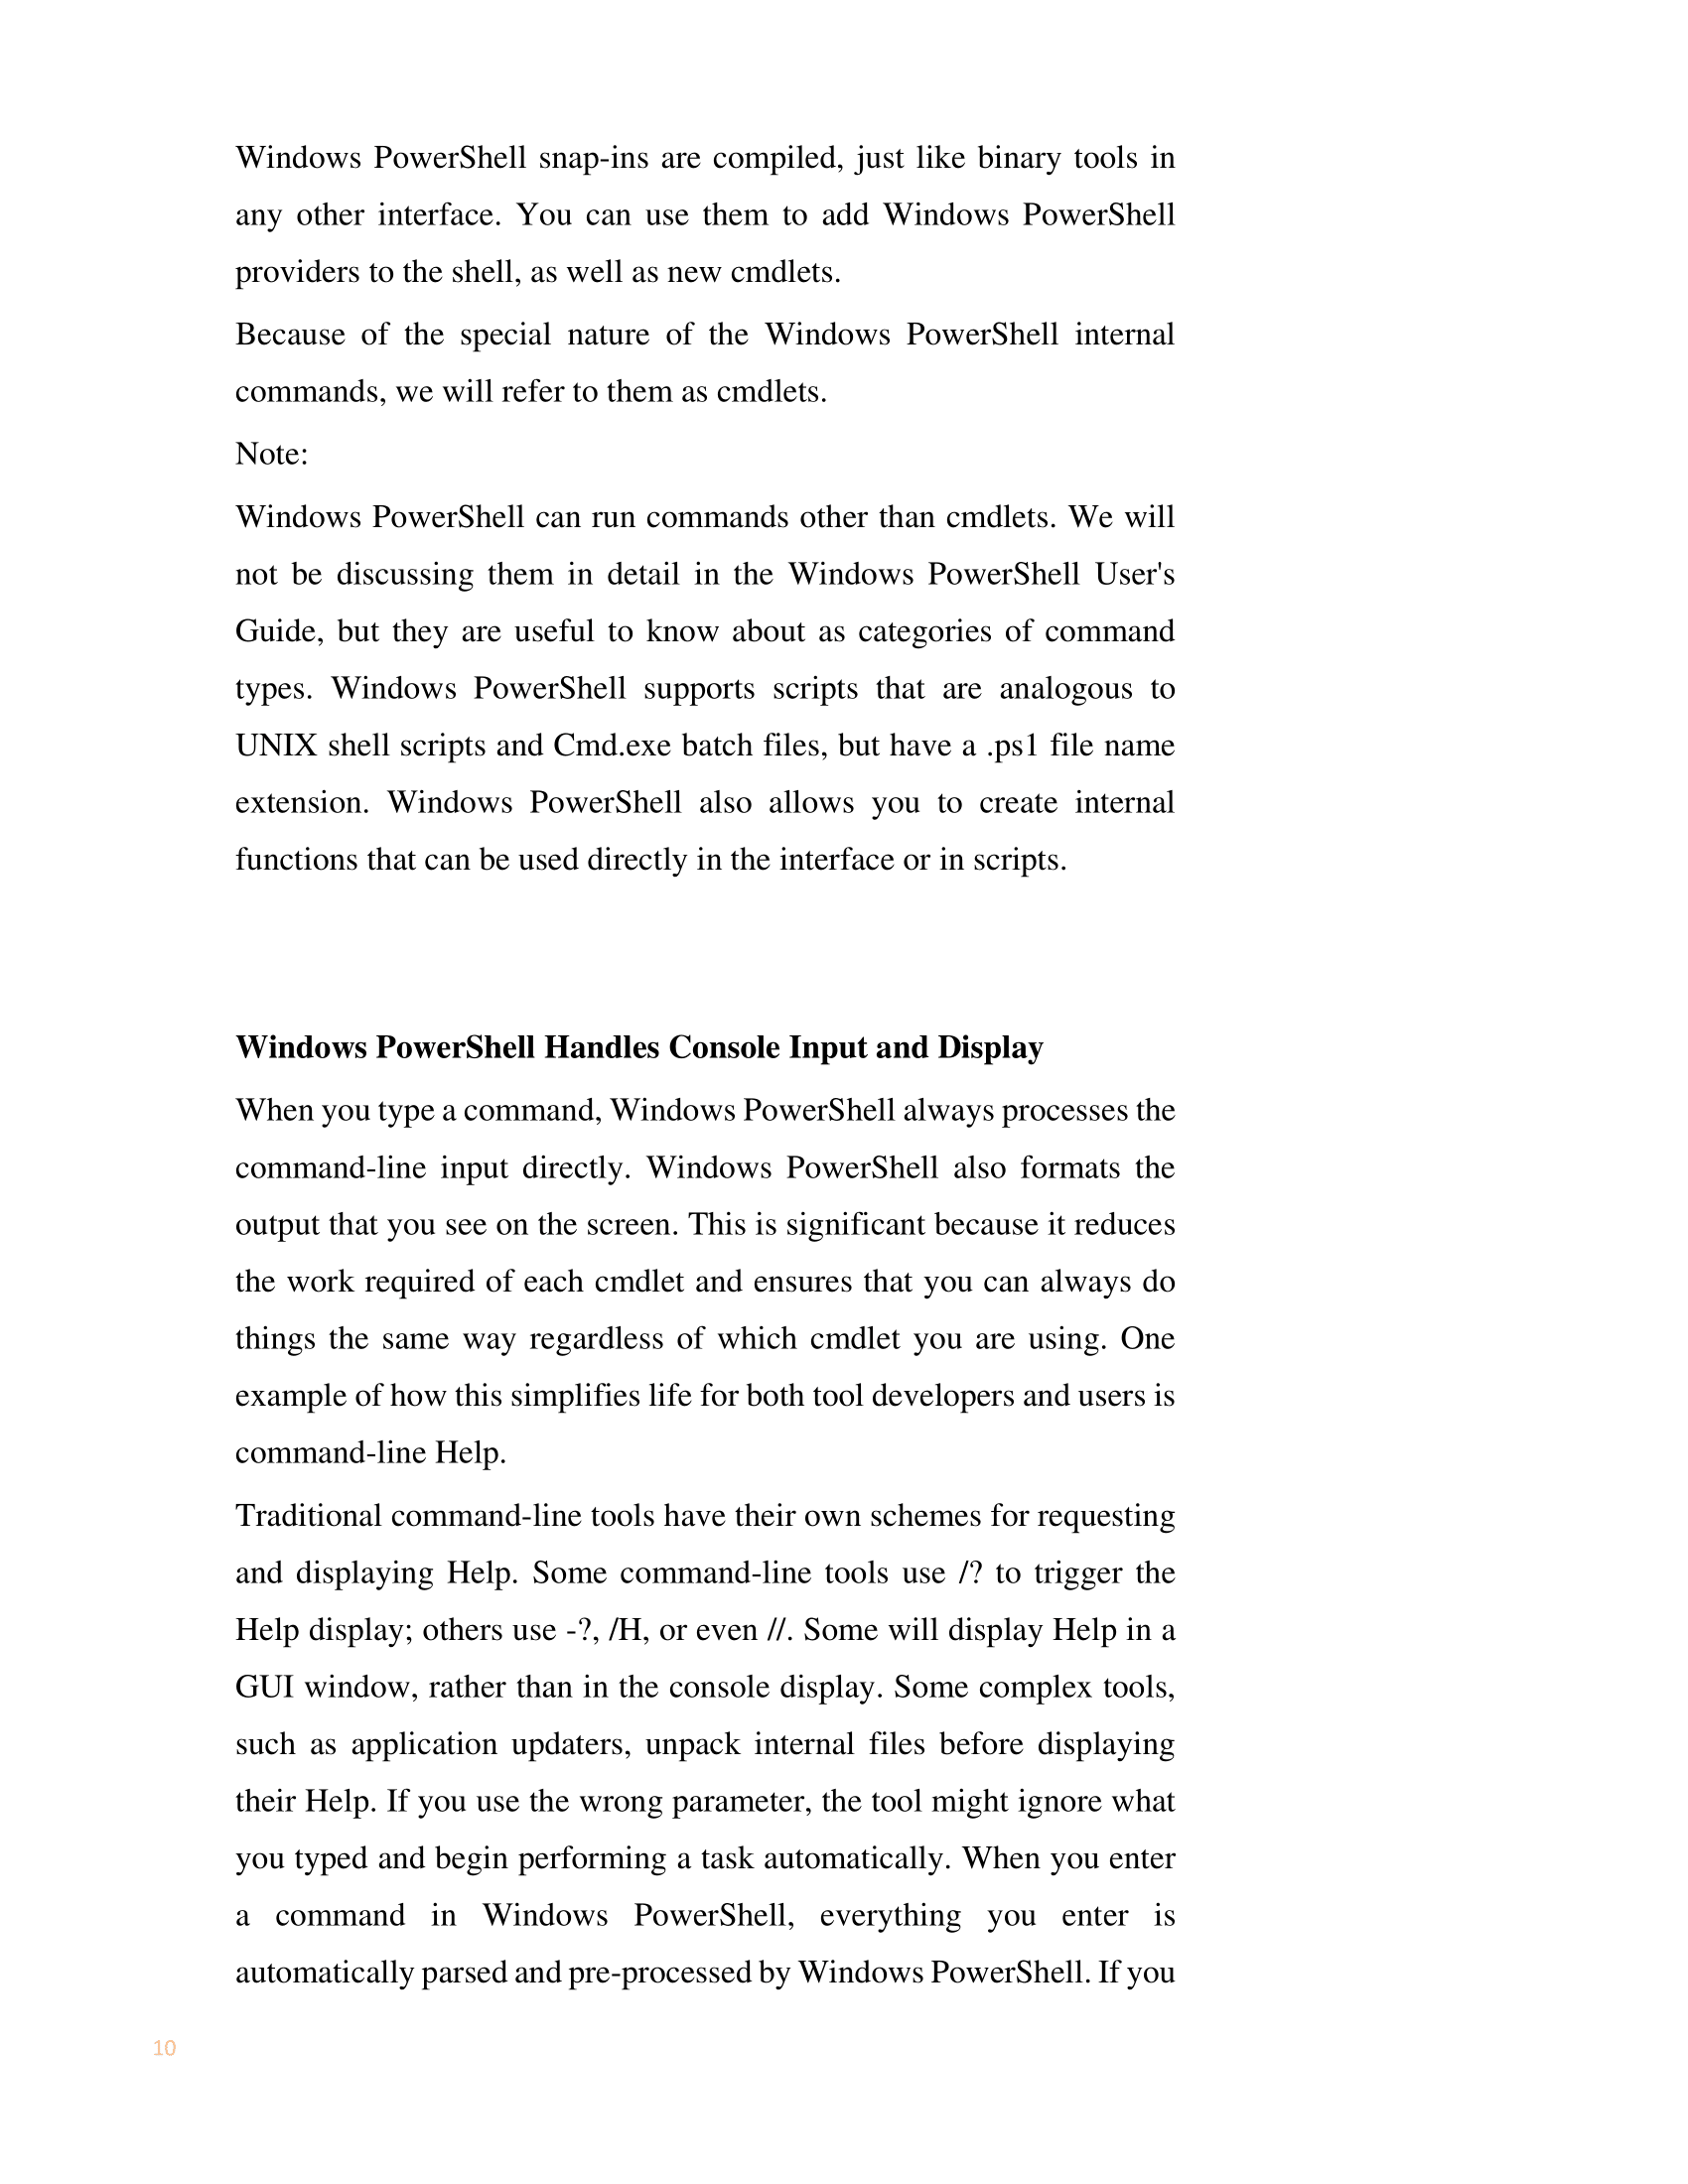 Windows PowerShell snap-ins are compiled, just like binary tools in
any other interface. You can use them to add Windows PowerShell
providers to the shell, as well as new cmdlets.
Because of the special nature of the Windows PowerShell internal
commands, we will refer to them as cmdlets.
Note:
Windows PowerShell can run commands other than cmdlets. We will
not be discussing them in detail in the Windows PowerShell User's
Guide, but they are useful to know about as categories of command
types. Windows PowerShell supports scripts that are analogous to
UNIX shell scripts and Cmd.exe batch files, but have a .ps1 file name
extension. Windows PowerShell also allows you to create internal
functions that can be used directly in the interface or in scripts.
Windows PowerShell Handles Console Input and Display
When you type a command, Windows PowerShell always processes the
command-line input directly. Windows PowerShell also formats the
output that you see on the screen. This is significant because it reduces
the work required of each cmdlet and ensures that you can always do
things the same way regardless of which cmdlet you are using. One
example of how this simplifies life for both tool developers and users is
command-line Help.
Traditional command-line tools have their own schemes for requesting
and displaying Help. Some command-line tools use /? to trigger the
Help display; others use -?, /H, or even //. Some will display Help in a
GUI window, rather than in the console display. Some complex tools,
such as application updaters, unpack internal files before displaying
their Help. If you use the wrong parameter, the tool might ignore what
you typed and begin performing a task automatically. When you enter
a command in Windows PowerShell, everything you enter is
automatically parsed and pre-processed by Windows PowerShell. If you
10